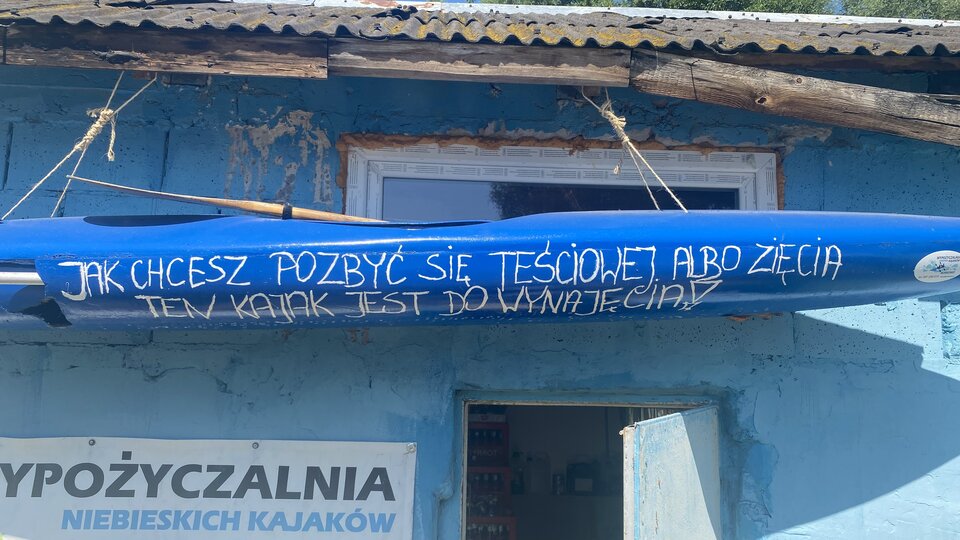 JAK CHCESZ POZBYĆ SIĘ TEŚCIOWEJ ALBO ZIĘCIA
TEN KAJAK JEST DO WYNAJĘCIA!
YPOŻYCZALNIA
NIEBIESKICH KAJAKÓW